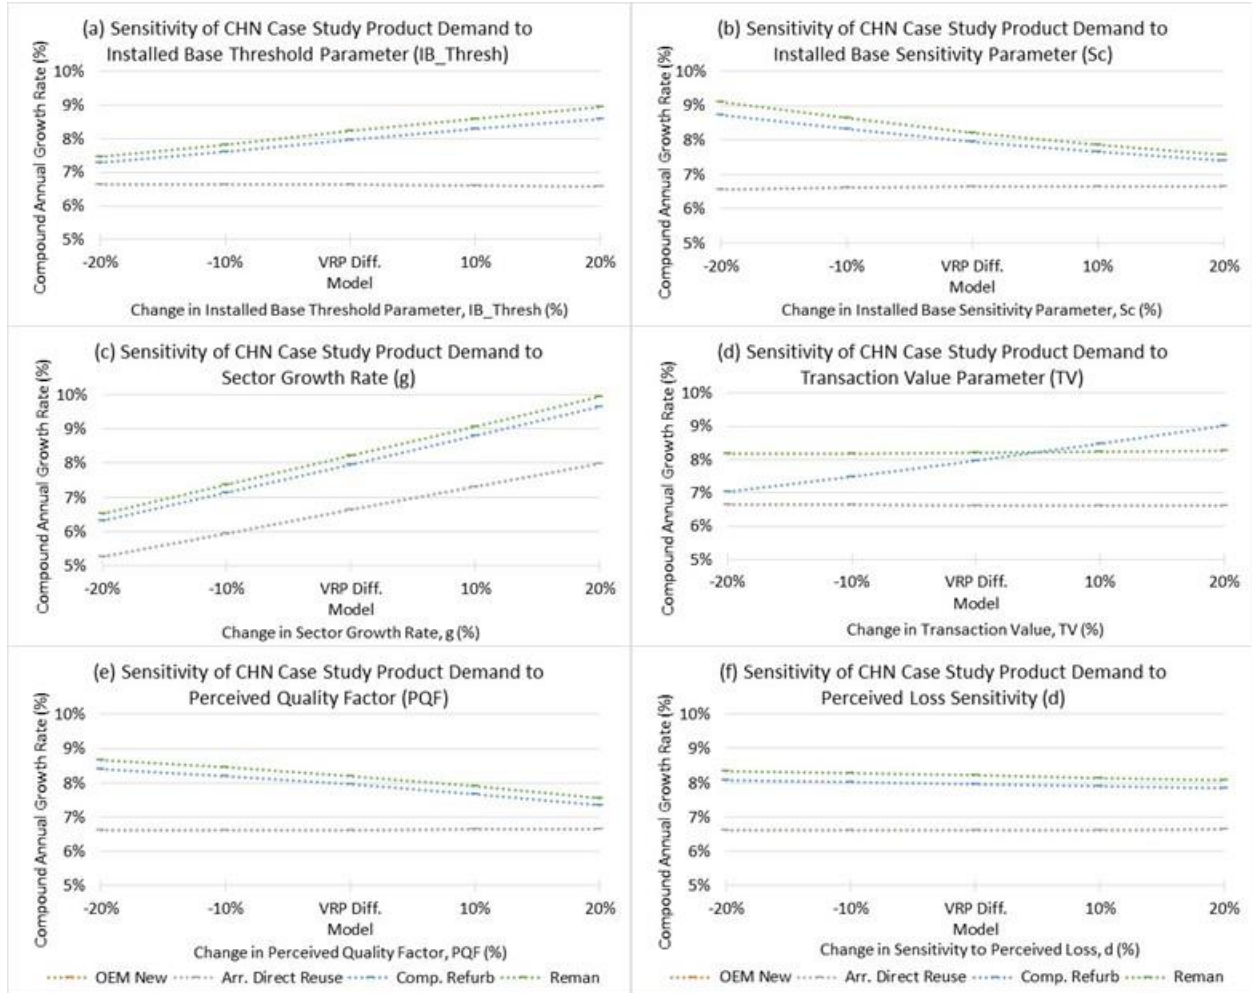 (a) Sensitivity of CHN Case Study Product Demand to
Installed Base Threshold Parameter (IB_Thresh)
Compound Annual Growth Rate (%)
10%
9%
8%
7%
6%
5%
-20%
-10%
VRP Diff.
Model
10%
20%
Change in Installed Base Threshold Parameter, IB_Thresh (%)
(b) Sensitivity of CHN Case Study Product Demand to
Installed Base Sensitivity Parameter (Sc)
Compound Annual Growth Rate (%)
10%
9%
8%
7%
6%
5%
-20%
-10%
VRP Diff.
Model
10%
20%
Change in Installed Base Sensitivity Parameter, Sc (%)
(c) Sensitivity of CHN Case Study Product Demand to
Sector Growth Rate (g)
Compound Annual Growth Rate (%)
10%
9%
8%
7%
6%
5%
-20%
-10%
VRP Diff.
Model
10%
20%
Change in Sector Growth Rate, g (%)
(d) Sensitivity of CHN Case Study Product Demand to
Transaction Value Parameter (TV)
Compound Annual Growth Rate (%)
10%
9%
8%
7%
6%
5%
-20%
-10%
VRP Diff.
Model
10%
20%
Change in Transaction Value, TV (%)
(e) Sensitivity of CHN Case Study Product Demand to
Perceived Quality Factor (PQF)
Compound Annual Growth Rate (%)
10%
9%
8%
7%
6%
5%
-20%
-10%
VRP Diff.
Model
10%
20%
Change in Perceived Quality Factor, PQF (%)
(f) Sensitivity of CHN Case Study Product Demand to
Perceived Loss Sensitivity (d)
Compound Annual Growth Rate (%)
10%
9%
8%
7%
6%
5%
-20%
-10%
VRP Diff.
Model
10%
20%
Change in Sensitivity to Perceived Loss, d (%)
OEM New Arr. Direct Reuse Comp. Refurb Reman
OEM New Arr. Direct Reuse Comp. Refurb Reman